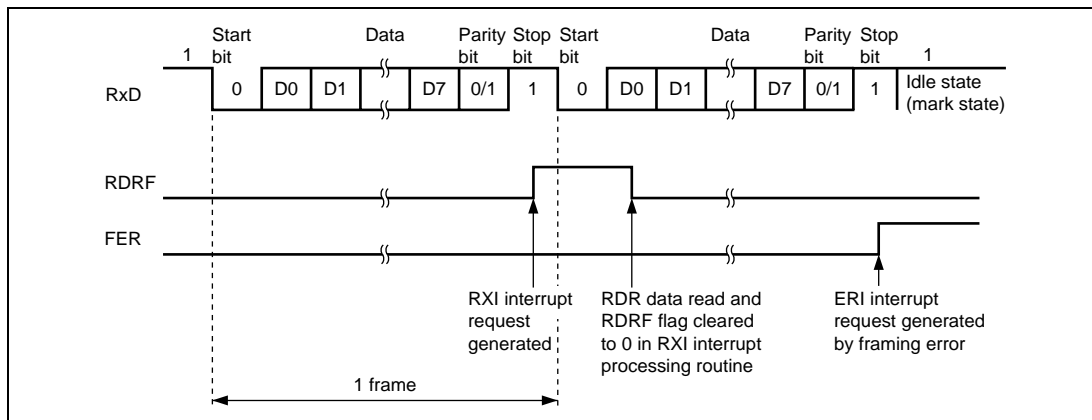 Start bit
Data
Parity bit
Stop bit
Start bit
Data
Parity bit
Stop bit
1
1
RxD
0
D0
D1
D7
0/1
1
0
D0
D1
D7
0/1
1
Idle state
(mark state)
RDRF
FER
RXI interrupt
request
generated
RDR data read and
RDRF flag cleared
to 0 in RXI interrupt
processing routine
ERI interrupt
request generated
by framing error
1 frame